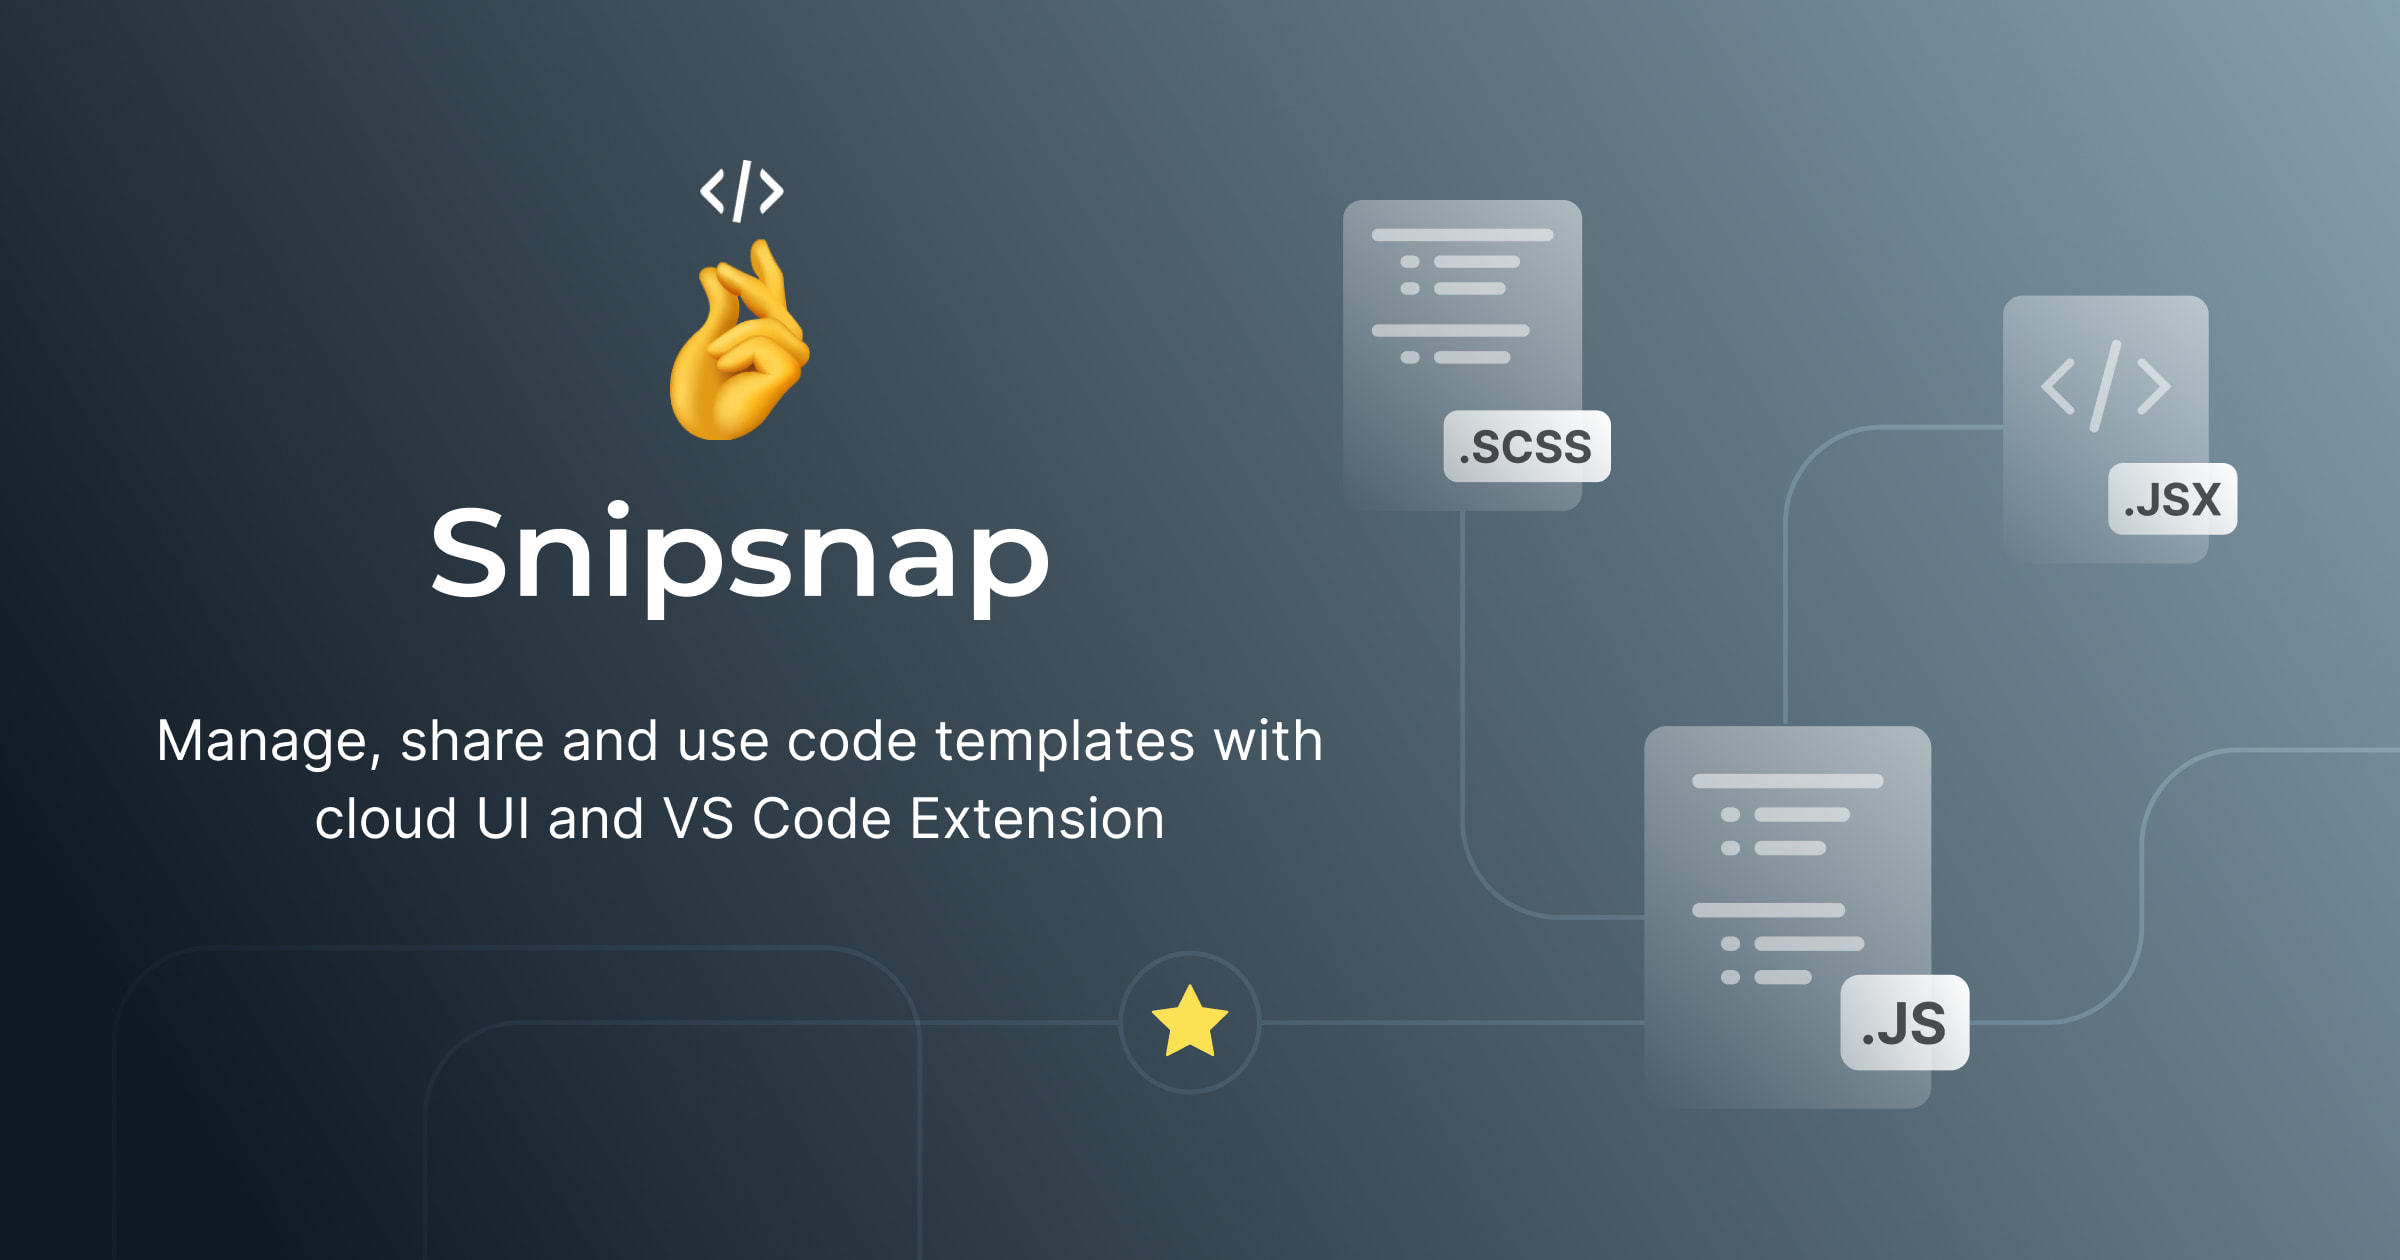 </>
Snipsnap
Manage, share and use code templates with
cloud UI and VS Code Extension
.SCSS
</>
.JSX
.JS